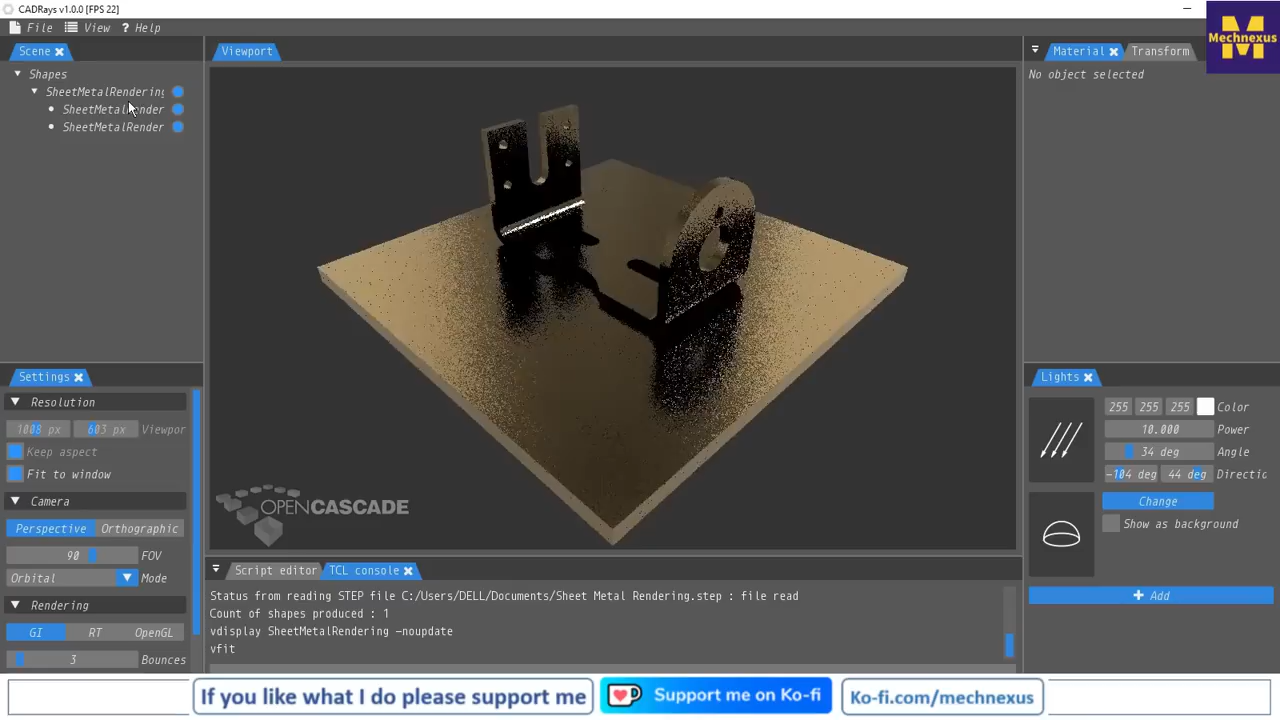 CADRays v1.0.0 [FPS 22]
File View ? Help
Mechnexus
Scene
Shapes
SheetMetalRendering
SheetMetalRender
SheetMetalRender
Viewport
Material Transform
No object selected
OPENCASCADE
Settings
Resolution
1008 px 603 px Viewpor
Keep aspect
Fit to window
Camera
Perspective Orthographic
90 FOV
Orbital Mode
Rendering
GI RT OpenGL
3 Bounces
Script editor TCL console
Status from reading STEP file C:/Users/DELL/Documents/Sheet Metal Rendering.step : file read
Count of shapes produced : 1
vdisplay SheetMetalRendering -noupdate
vfit
Lights
255 255 255 Color
10.000 Power
34 deg Angle
-104 deg 44 deg Directio
Change
Show as background
+ Add
If you like what I do please support me
Support me on Ko-fi
Ko-fi.com/mechnexus